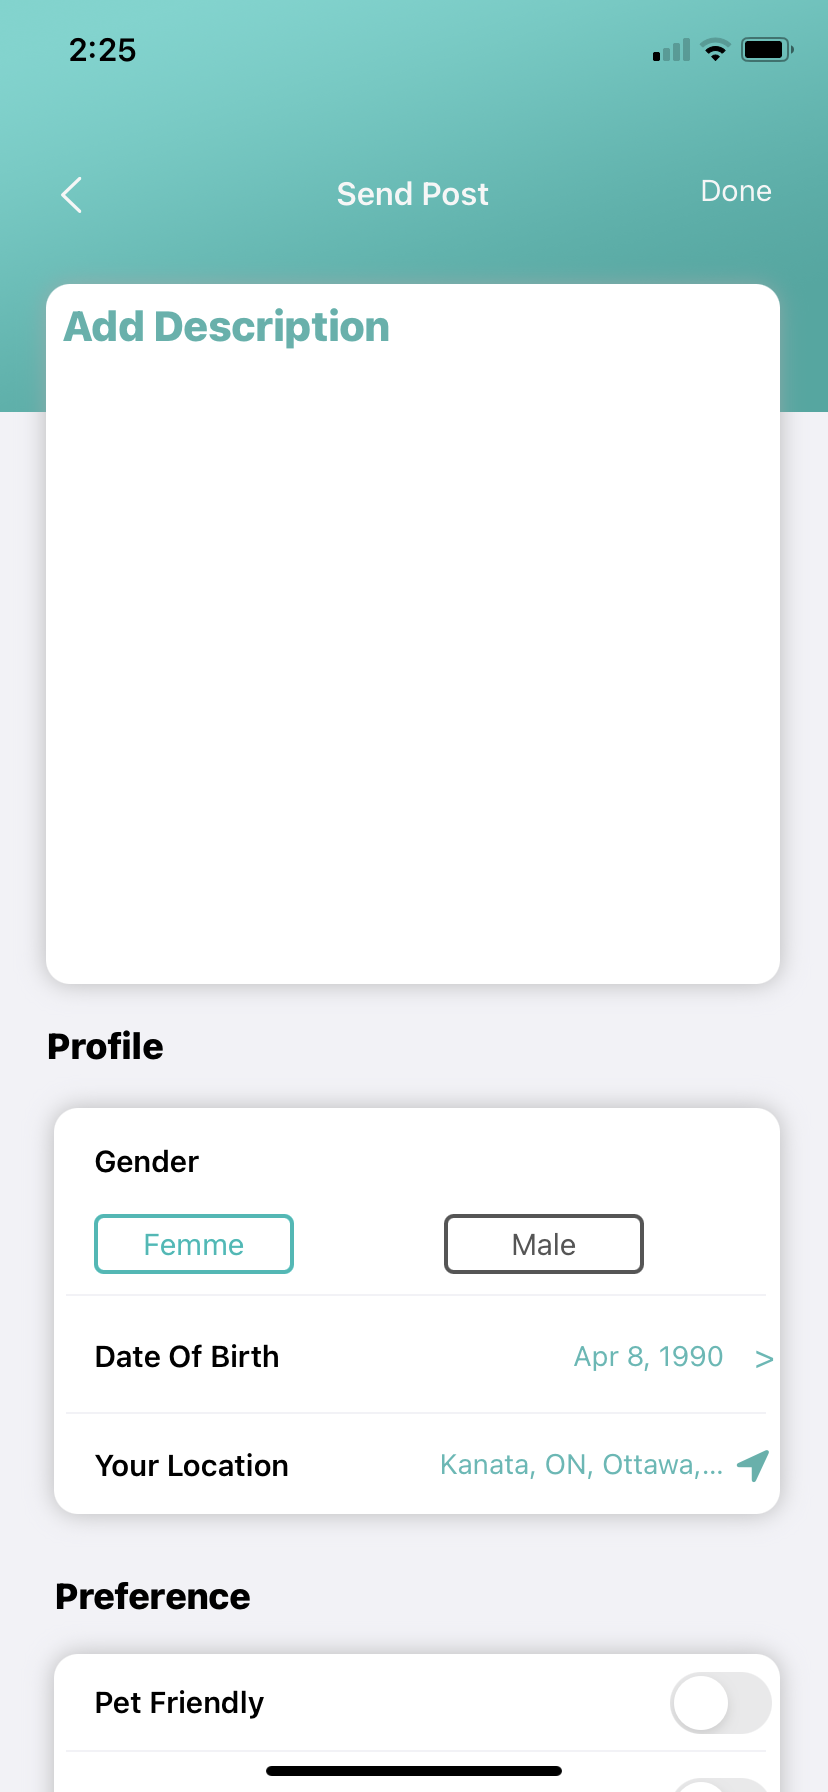 2:25
Send Post
Done
Add Description
Profile
Gender
Femme
Male
Date Of Birth
Apr 8, 1990 >
Your Location
Kanata, ON, Ottawa,...
Preference
Pet Friendly